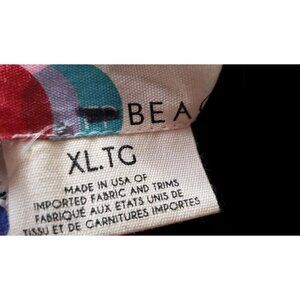 BEA
XL.TG
MADE IN USA OF
IMPORTED FABRIC AND TRIMS
FABRIQUÉ AUX ETATS UNIS DE
TISSU ET DE GARNITURES IMPORTES